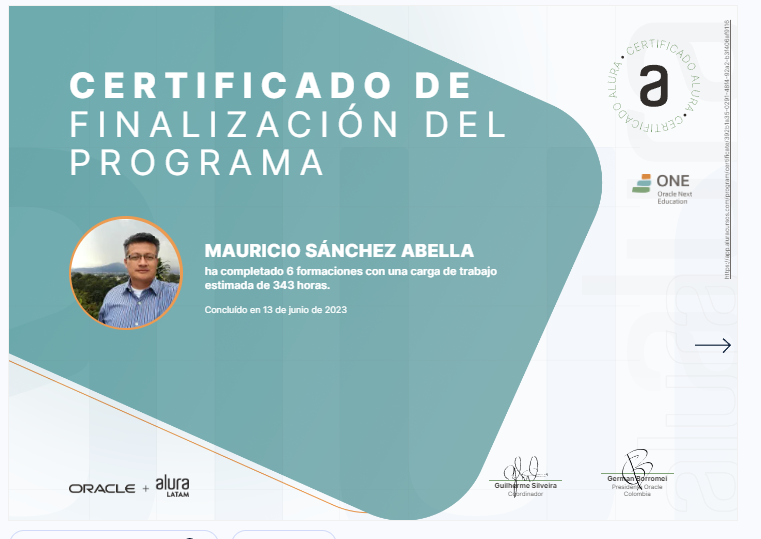 CERTIFICADO DE
FINALIZACIÓN DEL
PROGRAMA
MAURICIO SÁNCHEZ ABELLA
ha completado 6 formaciones con una carga de trabajo
estimada de 343 horas.
Concluído en 13 de junio de 2023
ORACLE + alura
LATAM
CERTIFICADO ALURA
CERTIFICADO ALURA
a
ONE
Oracle Next
Education
Guilherme Silveira
Coordinador
German Borromei
Presidente Oracle
Colombia
alura